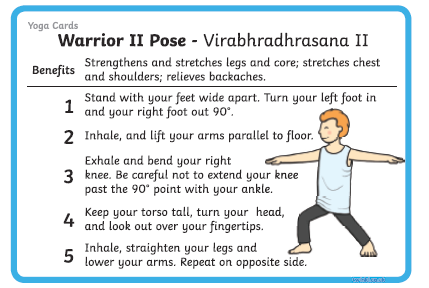 Yoga Cards
Warrior II Pose - Virabhradhrasana II
Benefits
Strengthens and stretches legs and core; stretches chest
and shoulders; relieves backaches.
1
Stand with your feet wide apart. Turn your left foot in
and your right foot out 90°.
2
Inhale, and lift your arms parallel to floor.
3
Exhale and bend your right
knee. Be careful not to extend your knee
past the 90° point with your ankle.
4
Keep your torso tall, turn your head,
and look out over your fingertips.
5
Inhale, straighten your legs and
lower your arms. Repeat on opposite side.